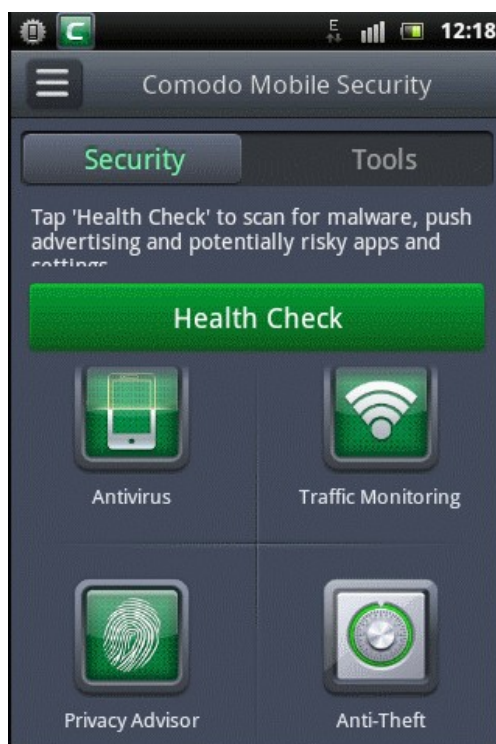 E 12:18
Comodo Mobile Security
Security Tools
Tap 'Health Check' to scan for malware, push
advertising and potentially risky apps and
settings
Health Check
Antivirus Traffic Monitoring
Privacy Advisor Anti-Theft